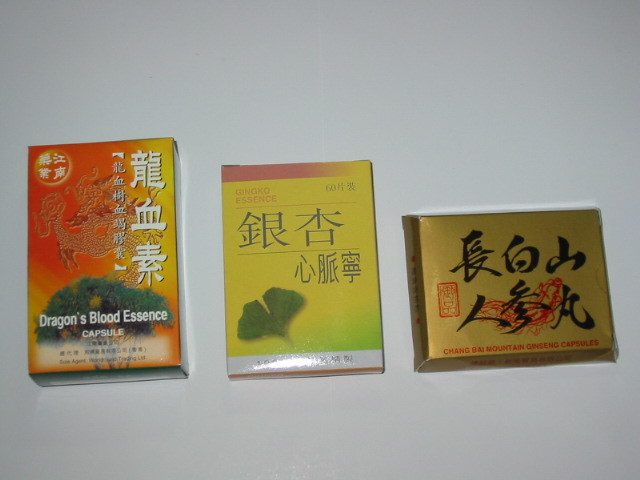 江南
藥業
龍血素
【龍血樹血竭膠囊】
Dragon's Blood Essence
CAPSULE
GINGKO
ESSENCE
60片裝
銀杏
心脈寧
長白山
人參丸
CHANG BAI MOUNTAIN GINSENG CAPSULES